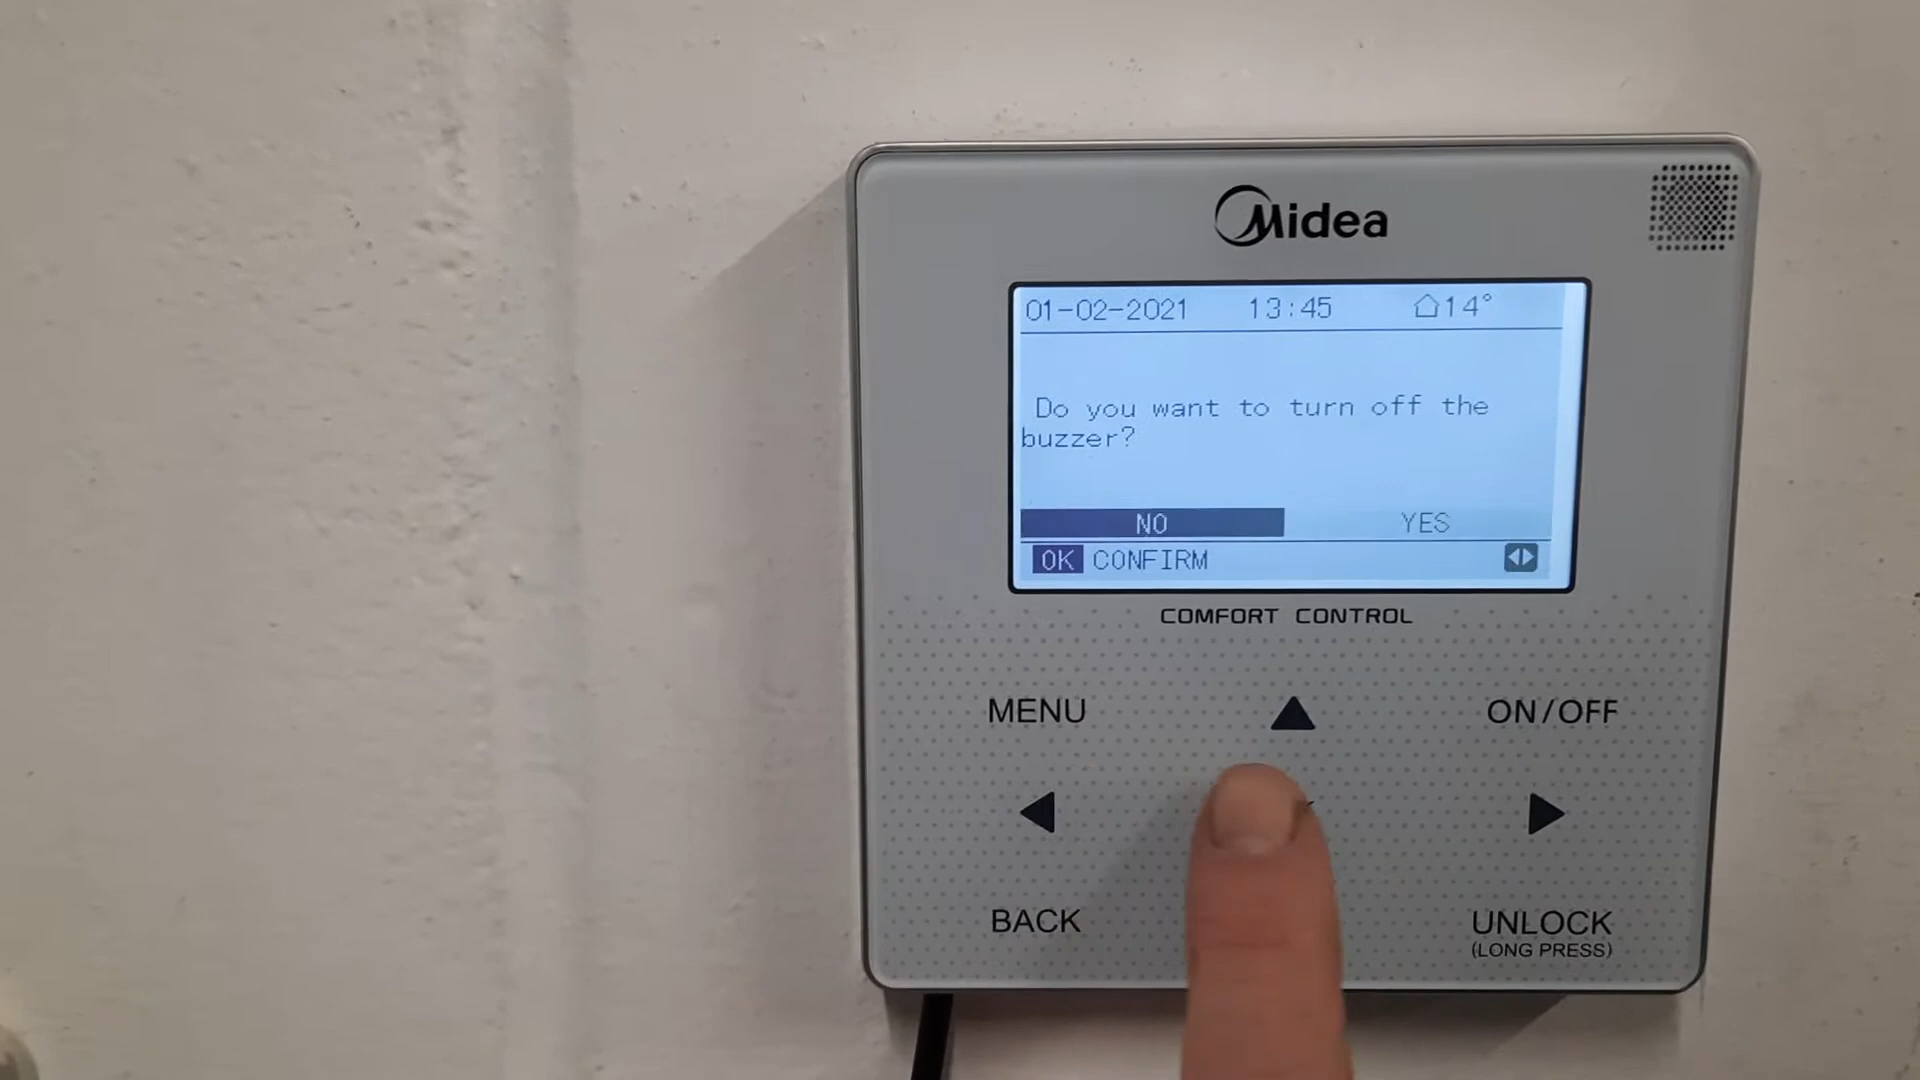 Midea
01-02-2021 13:45 14°
Do you want to turn off the
buzzer?
NO YES
OK CONFIRM
COMFORT CONTROL
MENU ON/OFF
BACK UNLOCK
(LONG PRESS)